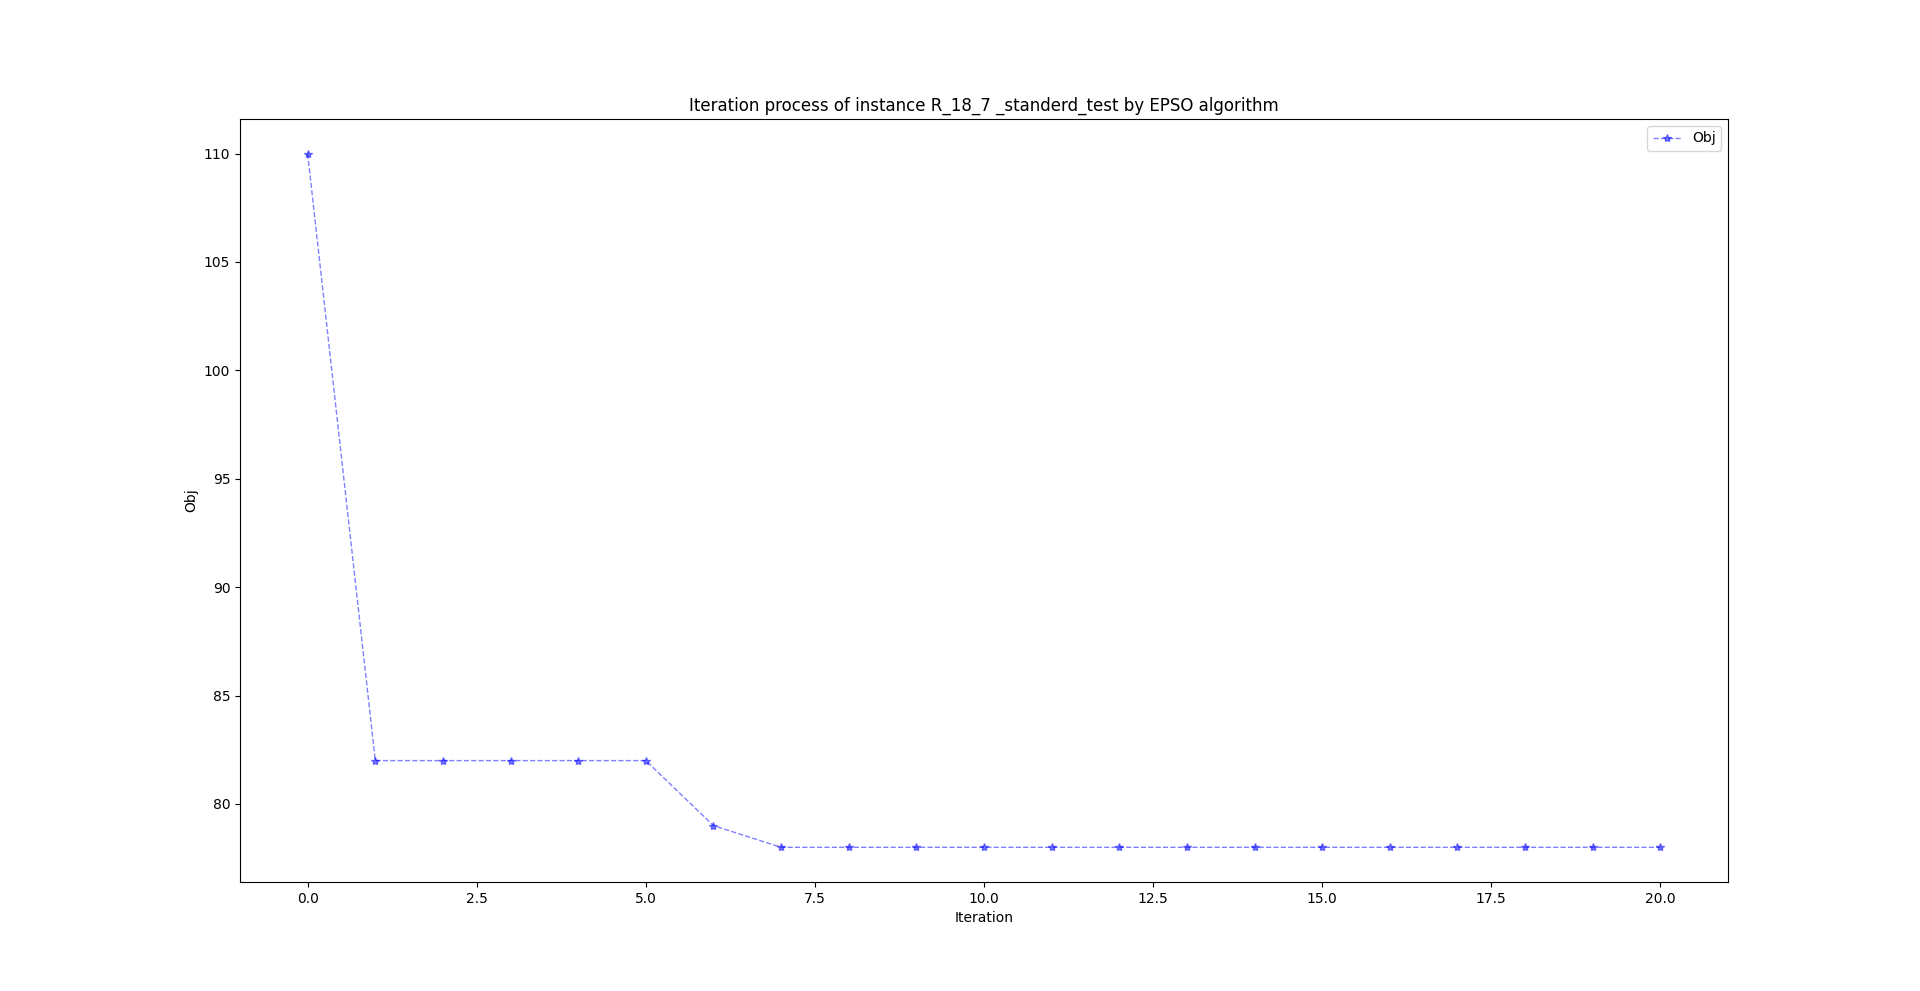 Iteration process of instance R_18_7 _standerd_test by EPSO algorithm
Obj
110
105
100
95
90
85
80
Obj
0.0 2.5 5.0 7.5 10.0 12.5 15.0 17.5 20.0
Iteration